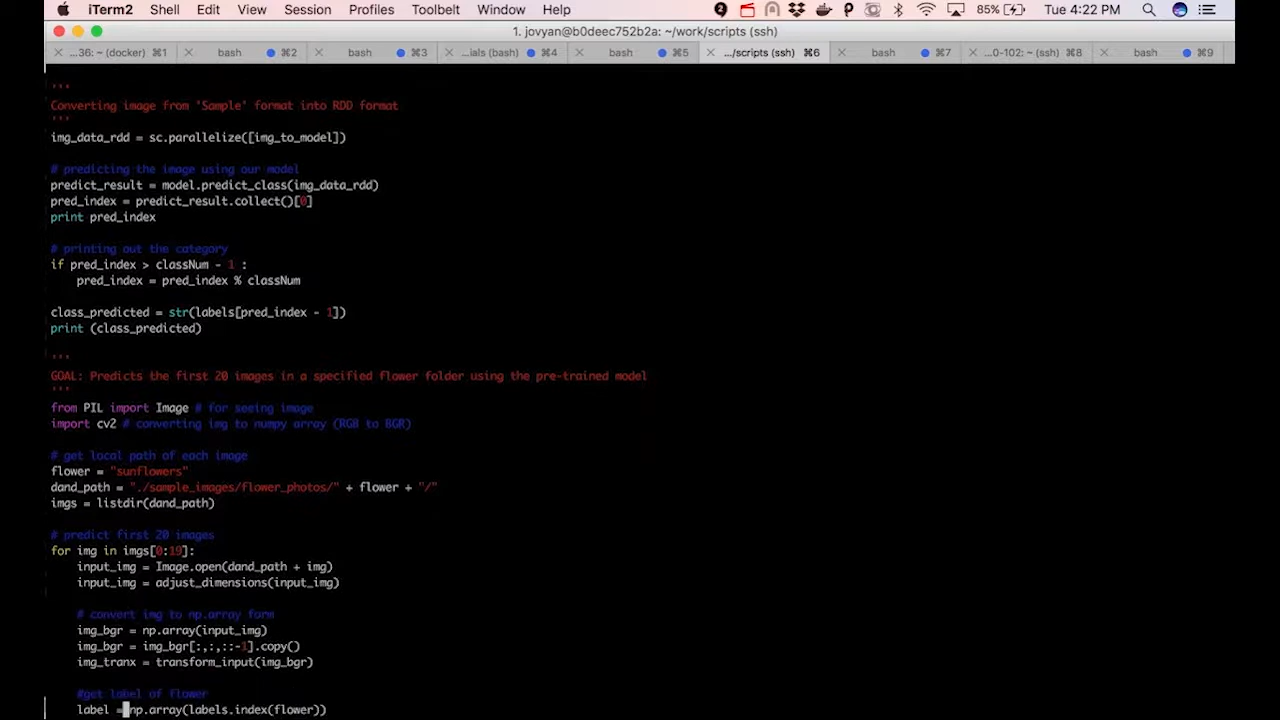 iTerm2 Shell Edit View Session Profiles Toolbelt Window Help 85% Tue 4:22 PM
1. jovyan@b0deec752b2a: ~/work/scripts (ssh)
...36: ~ (docker) ⌘1 bash ⌘2 bash ⌘3 ...ials (bash) ⌘4 bash ⌘5 .../scripts (ssh) ⌘6 bash ⌘7 ...0-102: ~ (ssh) ⌘8 bash ⌘9
'''
Converting image from 'Sample' format into RDD format
'''
img_data_rdd = sc.parallelize([img_to_model])
# predicting the image using our model
predict_result = model.predict_class(img_data_rdd)
pred_index = predict_result.collect()[0]
print pred_index
# printing out the category
if pred_index > classNum - 1 :
pred_index = pred_index % classNum
class_predicted = str(labels[pred_index - 1])
print (class_predicted)
'''
GOAL: Predicts the first 20 images in a specified flower folder using the pre-trained model
'''
from PIL import Image # for seeing image
import cv2 # converting img to numpy array (RGB to BGR)
# get local path of each image
flower = "sunflowers"
dand_path = "./sample_images/flower_photos/" + flower + "/"
imgs = listdir(dand_path)
# predict first 20 images
for img in imgs[0:19]:
input_img = Image.open(dand_path + img)
input_img = adjust_dimensions(input_img)
# convert img to np.array form
img_bgr = np.array(input_img)
img_bgr = img_bgr[:,:,::-1].copy()
img_tranx = transform_input(img_bgr)
#get label of flower
label = np.array(labels.index(flower))